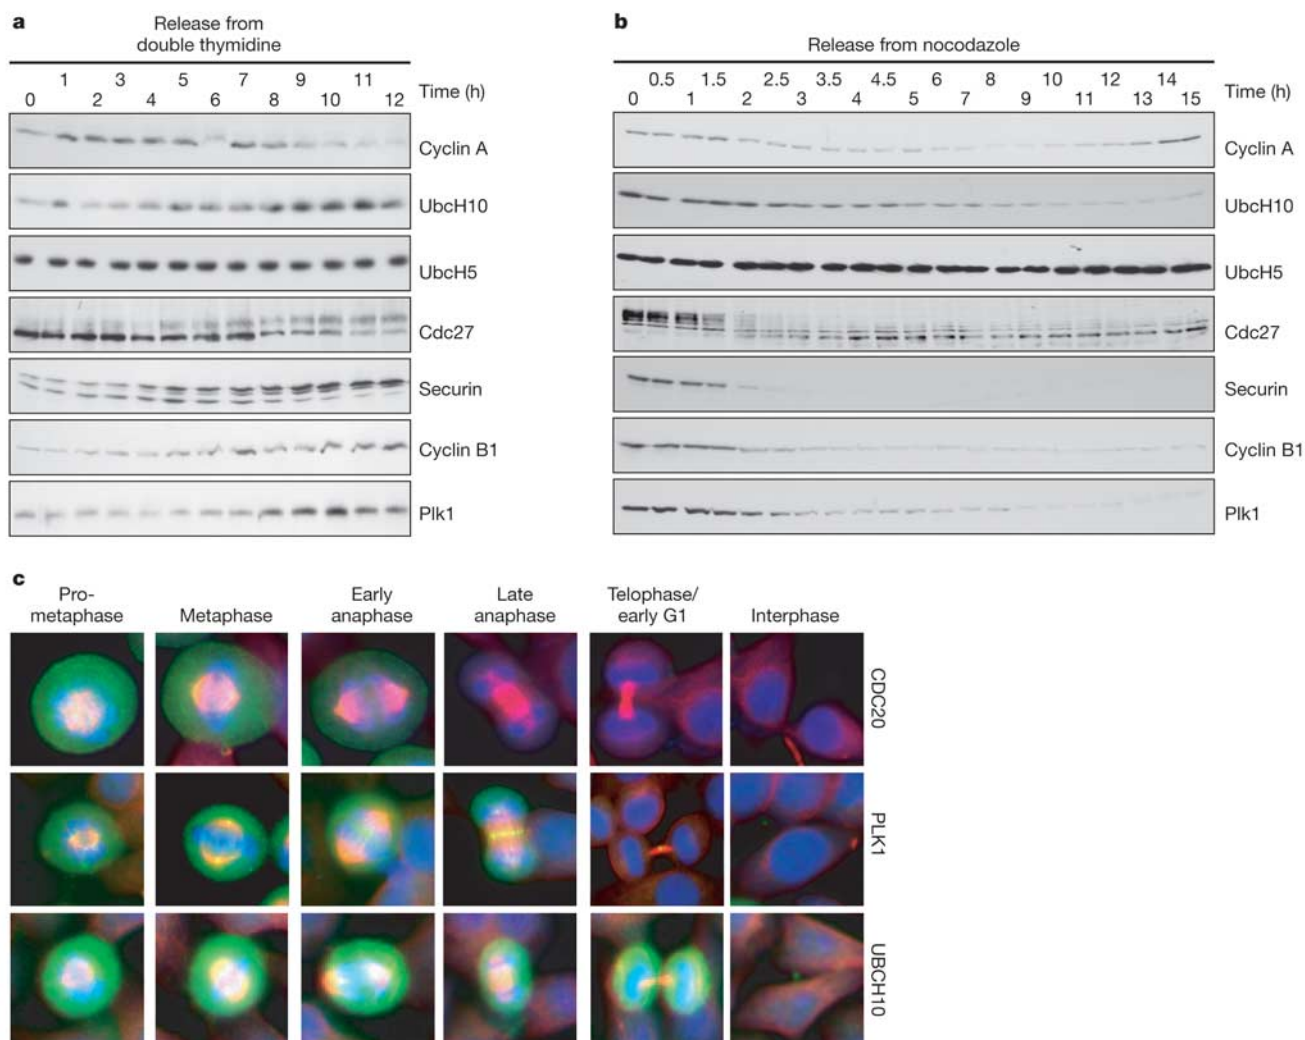 a
Release from
double thymidine
1 3 5 7 9 11
0 2 4 6 8 10 12
Time (h)
Cyclin A
UbcH10
UbcH5
Cdc27
Securin
Cyclin B1
Plk1
b
Release from nocodazole
0.5 1.5 2.5 3.5 4.5 6 8 10 12 14
0 1 2 3 4 5 7 9 11 13 15
Time (h)
Cyclin A
UbcH10
UbcH5
Cdc27
Securin
Cyclin B1
Plk1
c
Pro-
metaphase
Metaphase
Early
anaphase
Late
anaphase
Telophase/
early G1
Interphase
CDC20
PLK1
UBCH10